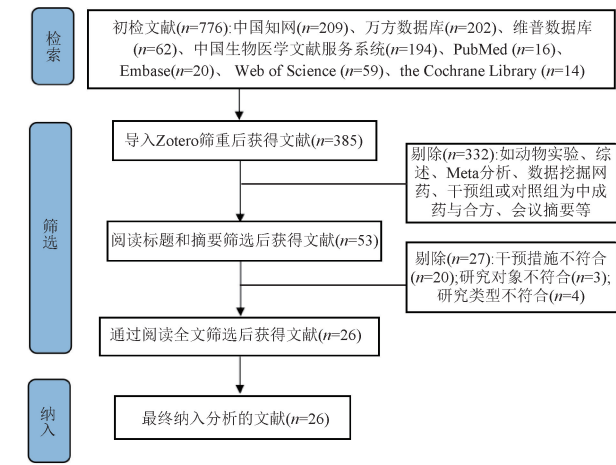 检索
初检文献(n=776):中国知网(n=209)、万方数据库(n=202)、维普数据库
(n=62)、中国生物医学文献服务系统(n=194)、PubMed (n=16)、
Embase(n=20)、 Web of Science (n=59)、the Cochrane Library (n=14)
筛选
导入Zotero筛重后获得文献(n=385)
剔除(n=332):如动物实验、综
述、Meta分析、数据挖掘网
药、干预组或对照组为中成
药与合方、会议摘要等
阅读标题和摘要筛选后获得文献(n=53)
剔除(n=27):干预措施不符合
(n=20);研究对象不符合(n=3);
研究类型不符合(n=4)
通过阅读全文筛选后获得文献(n=26)
纳入
最终纳入分析的文献(n=26)